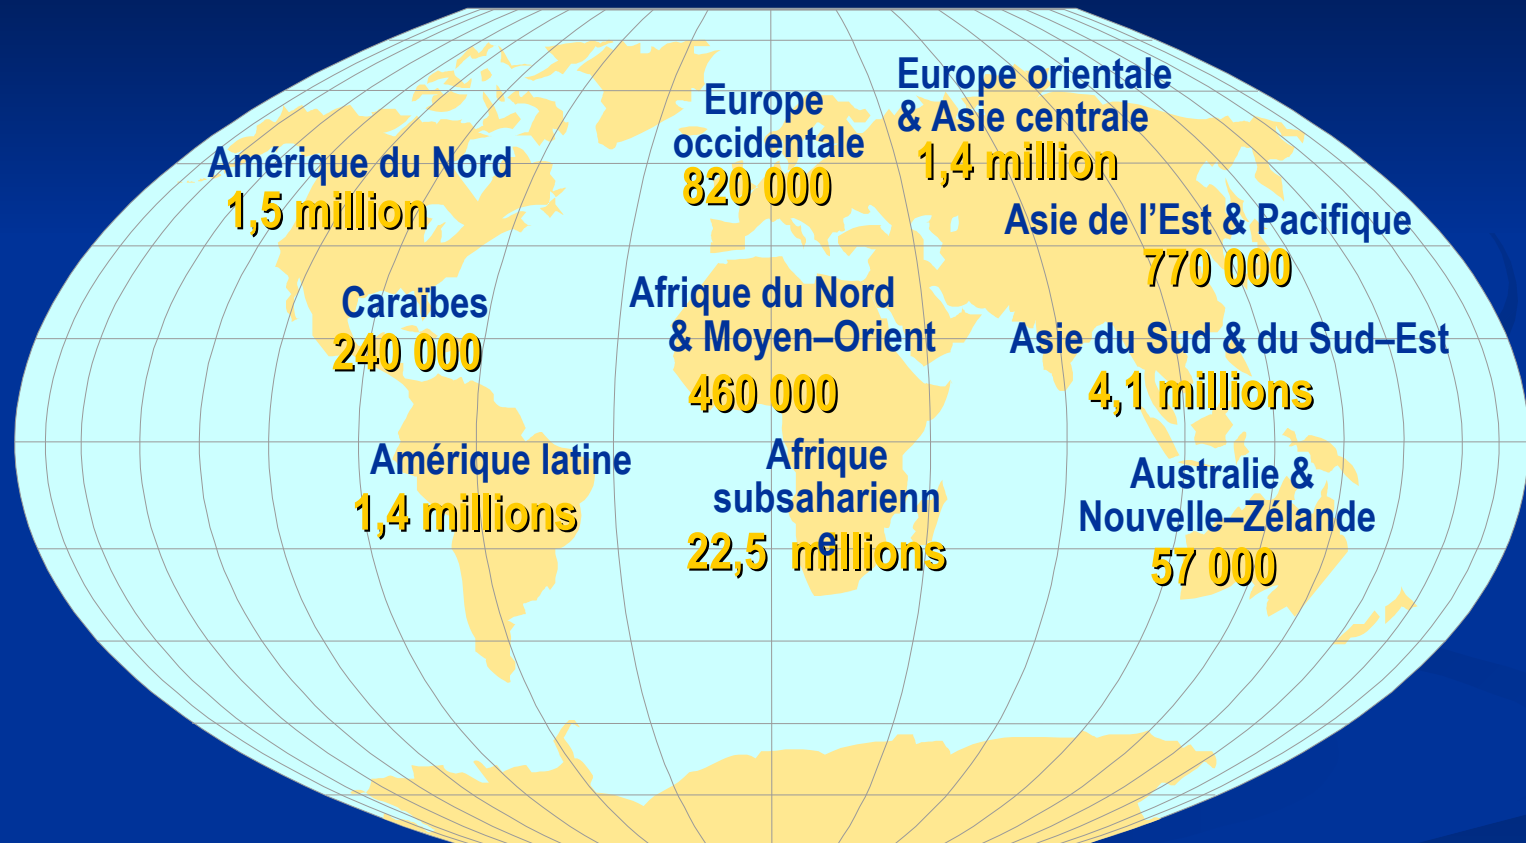 Europe orientale
& Asie centrale
1,4 million
Europe
occidentale
820 000
Amérique du Nord
1,5 million
Asie de l’Est & Pacifique
770 000
Caraïbes
240 000
Afrique du Nord
& Moyen–Orient
460 000
Asie du Sud & du Sud–Est
4,1 millions
Amérique latine
1,4 millions
Afrique
subsaharienn
e
22,5 millions
Australie &
Nouvelle–Zélande
57 000